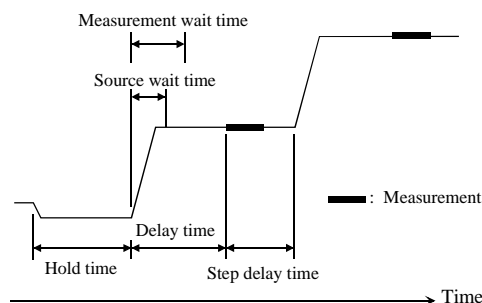 Measurement wait time
Source wait time
: Measurement
Delay time
Hold time
Step delay time
Time